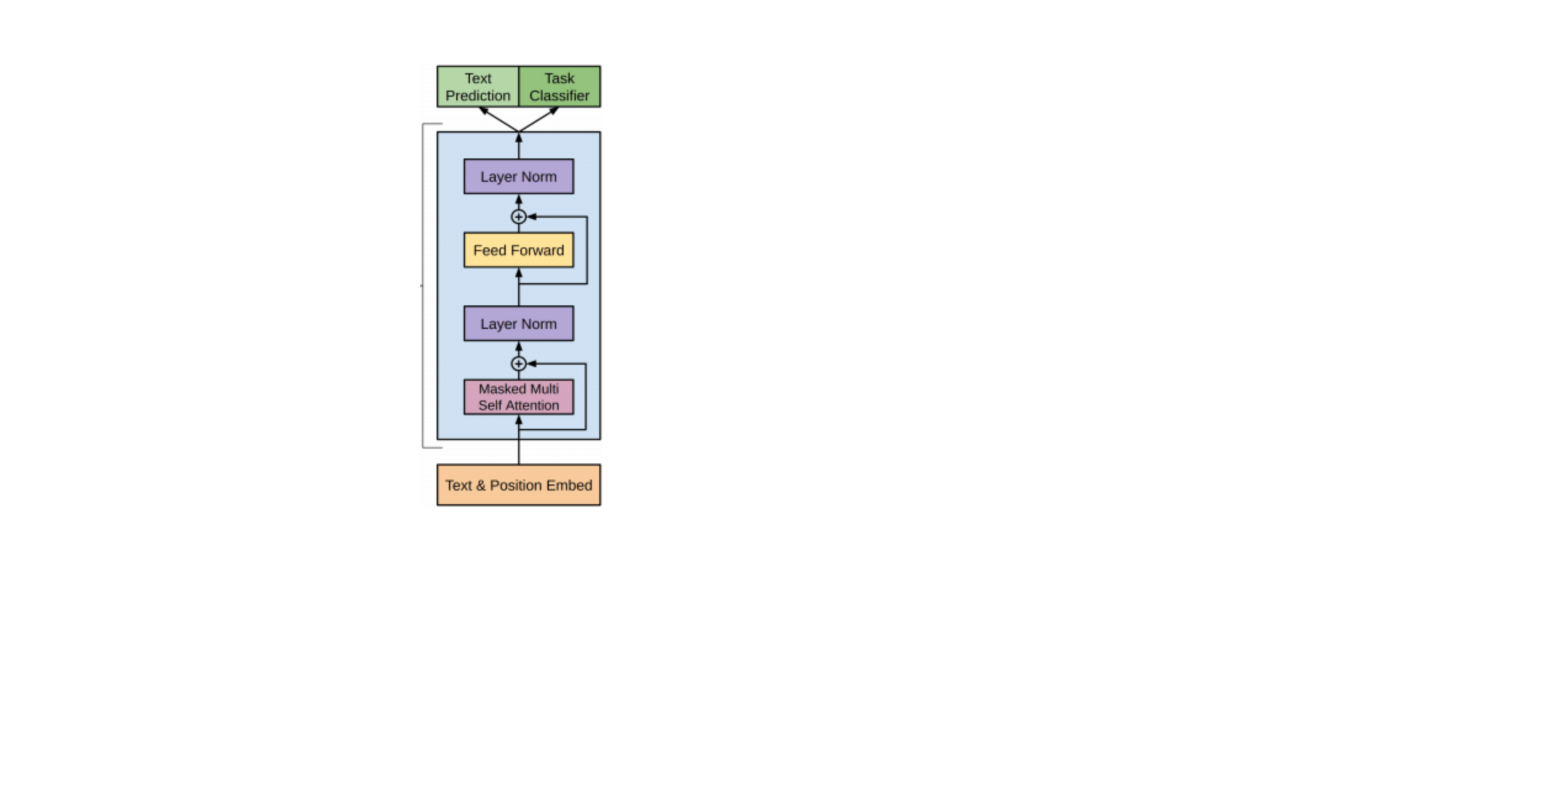 Text
Prediction
Task
Classifier
Layer Norm
Feed Forward
Layer Norm
Masked Multi
Self Attention
Text & Position Embed